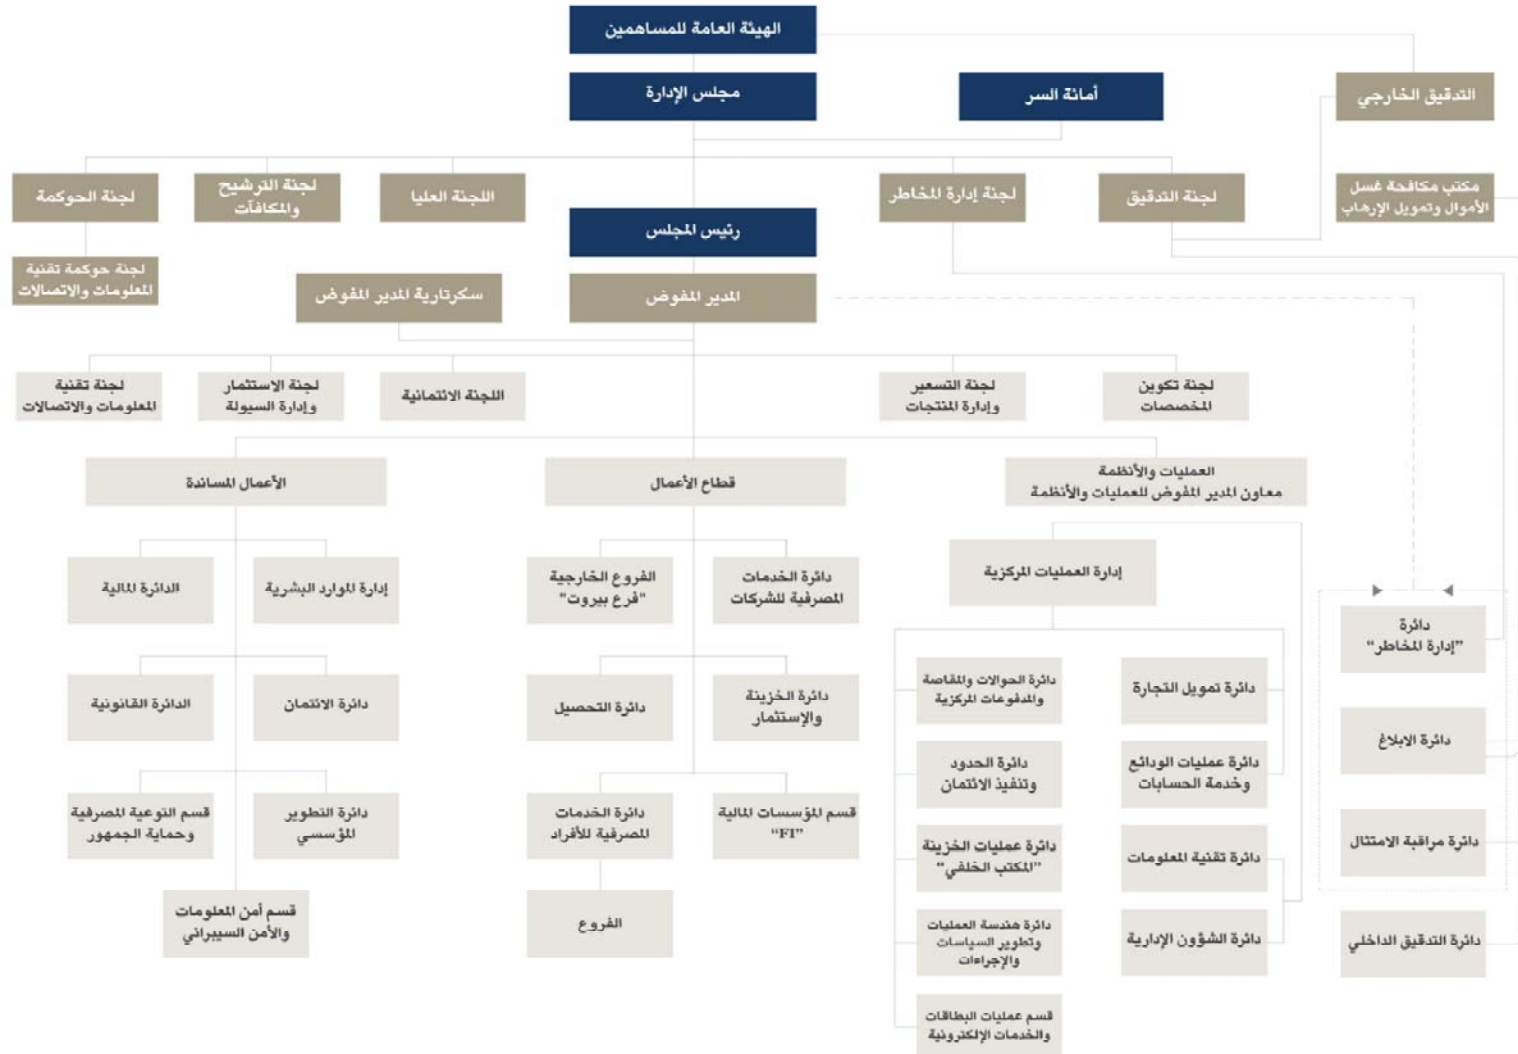 الهيئة العامة للمساهمين
مجلس الإدارة
أمانة السر
التدقيق الخارجي
مكتب مكافحة غسل
الأموال وتمويل الإرهاب
لجنة التدقيق
لجنة إدارة المخاطر
اللجنة العليا
لجنة الترشيح
والمكافآت
لجنة الحوكمة
رئيس المجلس
لجنة حوكمة تقنية
المعلومات والاتصالات
المدير المفوض
سكرتارية المدير المفوض
لجنة تكوين
المخصصات
لجنة التسعير
وإدارة المنتجات
اللجنة الائتمانية
لجنة الاستثمار
وإدارة السيولة
لجنة تقنية
المعلومات والاتصالات
العمليات والأنظمة
معاون المدير المفوض للعمليات والأنظمة
قطاع الأعمال
الأعمال المساندة
دائرة
"إدارة المخاطر"
دائرة الابلاغ
دائرة مراقبة الامتثال
دائرة التدقيق الداخلي
إدارة العمليات المركزية
دائرة تمويل التجارة
دائرة عمليات الودائع
وخدمة الحسابات
دائرة تقنية المعلومات
دائرة الشؤون الإدارية
دائرة الحوالات والمقاصة
والمدفوعات المركزية
دائرة الحدود
وتنفيذ الائتمان
دائرة عمليات الخزينة
"المكتب الخلفي"
دائرة هندسة العمليات
وتطوير السياسات
والإجراءات
قسم عمليات البطاقات
والخدمات الإلكترونية
دائرة الخدمات
المصرفية للشركات
الفروع الخارجية
"فرع بيروت"
دائرة الخزينة
والإستثمار
دائرة التحصيل
قسم المؤسسات المالية
"FI"
دائرة الخدمات
المصرفية للأفراد
الفروع
إدارة الموارد البشرية
الدائرة المالية
دائرة الائتمان
الدائرة القانونية
دائرة التطوير
المؤسسي
قسم التوعية المصرفية
وحماية الجمهور
قسم أمن المعلومات
والأمن السيبراني